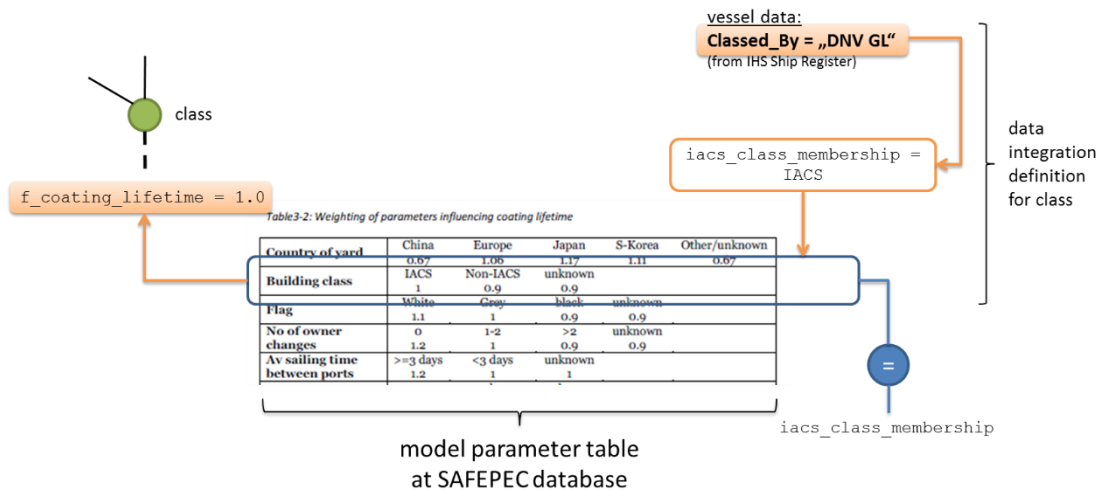 vessel data:
Classed_By = „DNV GL“
(from IHS Ship Register)
class
data
integration
definition
for class
iacs_class_membership =
IACS
f_coating_lifetime = 1.0
Table3-2: Weighting of parameters influencing coating lifetime
Country of yard China Europe Japan S-Korea Other/unknown
0.67 1.06 1.17 1.11 0.67
Building class IACS Non-IACS unknown
1 0.9 0.9
Flag White Grey black unknown
1.1 1 0.9 0.9
No of owner changes 0 1-2 >2 unknown
1.2 1 0.9 0.9
Av sailing time between ports >=3 days <3 days unknown
1.2 1 1
=
iacs_class_membership
model parameter table
at SAFEPEC database